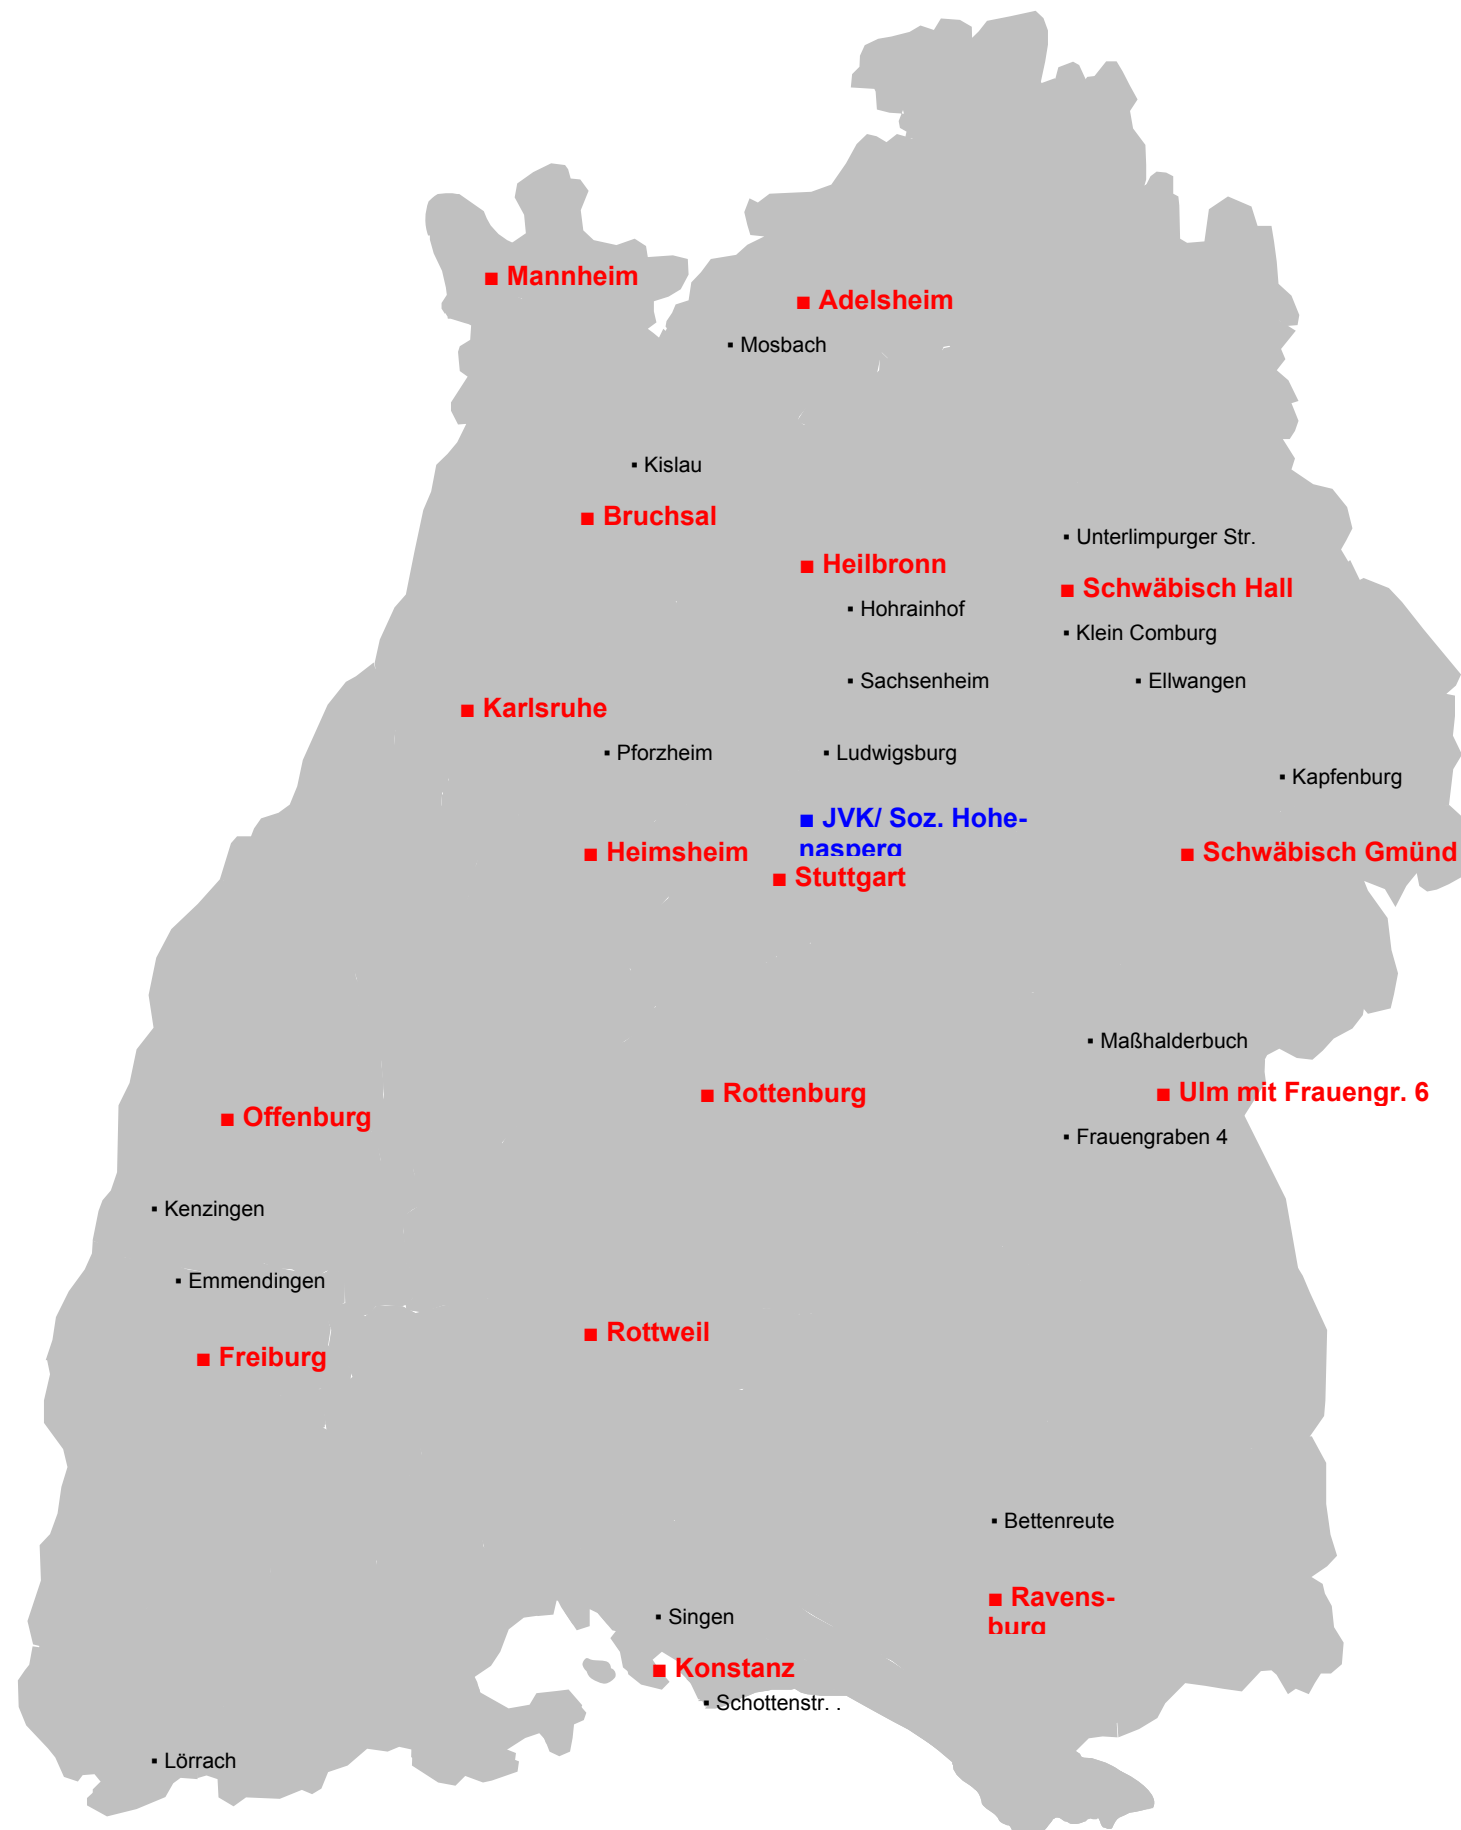 ▪ Mannheim
▪ Adelsheim
▪ Mosbach
▪ Kislau
▪ Bruchsal
▪ Unterlimpurger Str.
▪ Heilbronn
▪ Schwäbisch Hall
▪ Hohrainhof
▪ Klein Comburg
▪ Sachsenheim
▪ Ellwangen
▪ Karlsruhe
▪ Pforzheim
▪ Ludwigsburg
▪ Kapfenburg
▪ JVK/ Soz. Hohe-
nasperg
▪ Heimsheim
▪ Schwäbisch Gmünd
▪ Stuttgart
▪ Maßhalderbuch
▪ Rottenburg
▪ Ulm mit Frauengr. 6
▪ Offenburg
▪ Frauengraben 4
▪ Kenzingen
▪ Emmendingen
▪ Rottweil
▪ Freiburg
▪ Bettenreute
▪ Ravens-
burg
▪ Singen
▪ Konstanz
▪ Schottenstr. .
▪ Lörrach